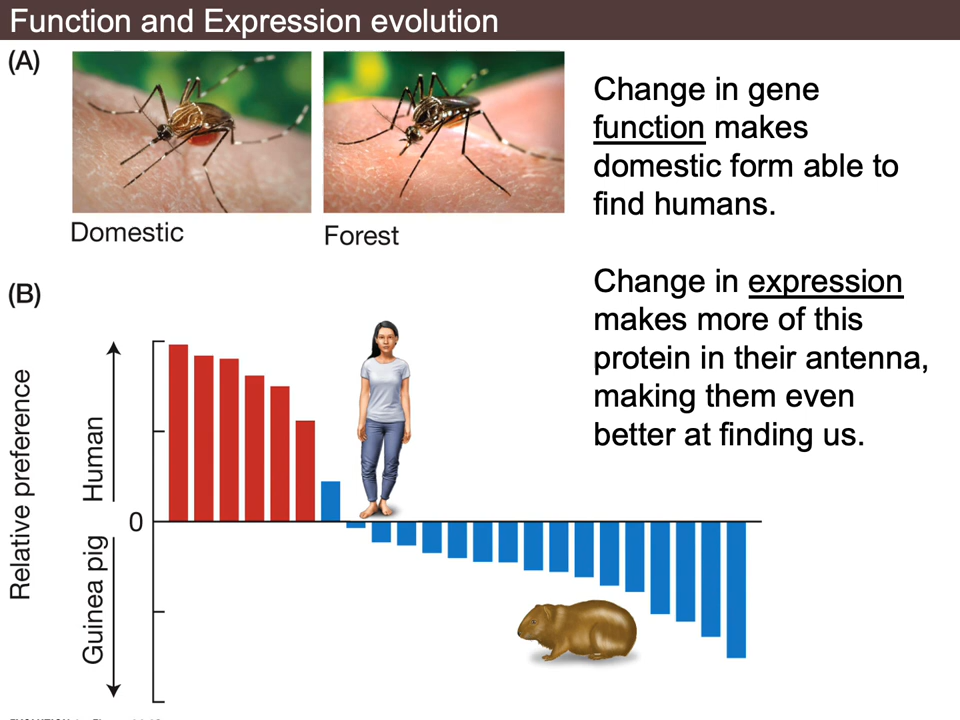 Function and Expression evolution
(A)
Domestic
Forest
Change in gene
function makes
domestic form able to
find humans.
Change in expression
makes more of this
protein in their antenna,
making them even
better at finding us.
(B)
Relative preference
Human
0
Guinea pig